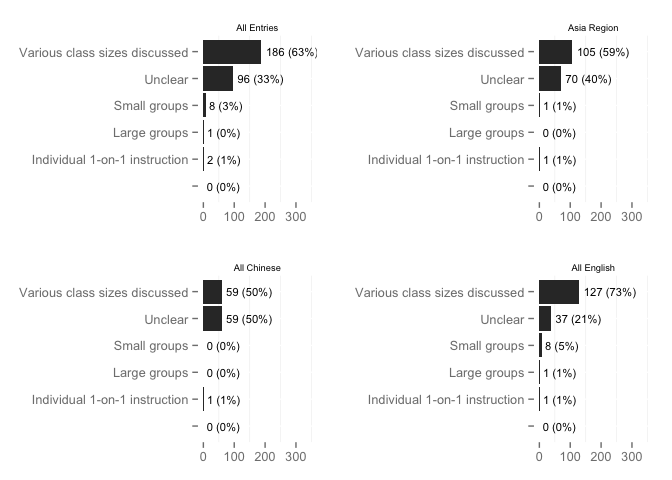 All Entries
Various class sizes discussed 186 (63%)
Unclear 96 (33%)
Small groups 8 (3%)
Large groups 1 (0%)
Individual 1-on-1 instruction 2 (1%)
0 (0%)
0 100 200 300
Asia Region
Various class sizes discussed 105 (59%)
Unclear 70 (40%)
Small groups 1 (1%)
Large groups 0 (0%)
Individual 1-on-1 instruction 1 (1%)
0 (0%)
0 100 200 300
All Chinese
Various class sizes discussed 59 (50%)
Unclear 59 (50%)
Small groups 0 (0%)
Large groups 0 (0%)
Individual 1-on-1 instruction 1 (1%)
0 (0%)
0 100 200 300
All English
Various class sizes discussed 127 (73%)
Unclear 37 (21%)
Small groups 8 (5%)
Large groups 1 (1%)
Individual 1-on-1 instruction 1 (1%)
0 (0%)
0 100 200 300